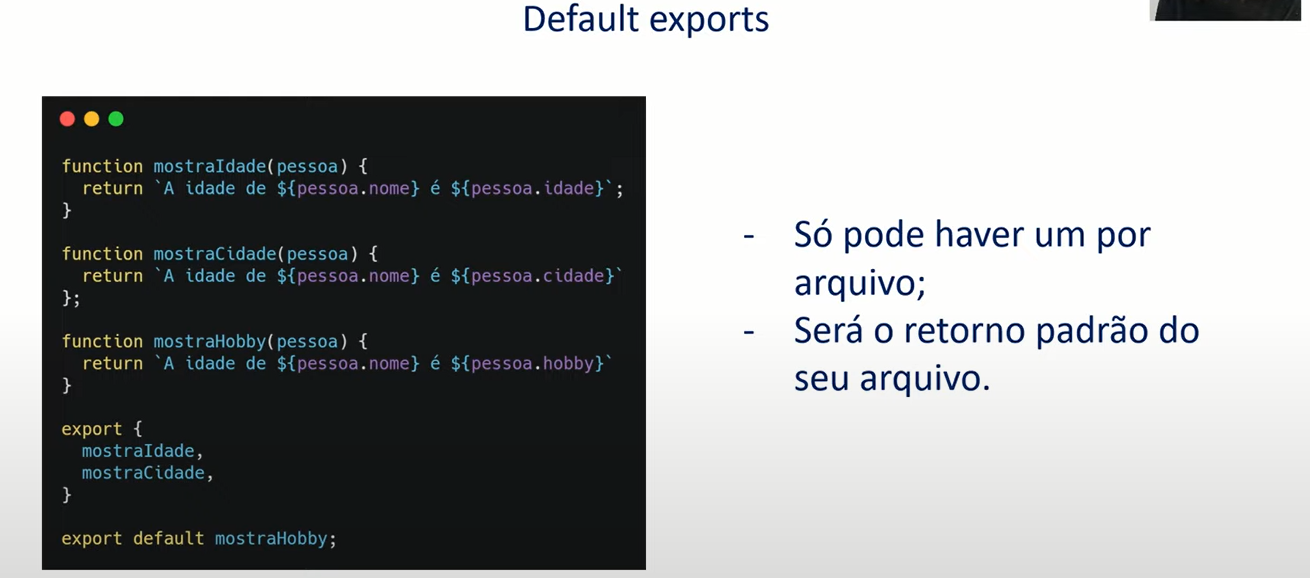 Default exports
function mostraIdade(pessoa) {
  return `A idade de ${pessoa.nome} é ${pessoa.idade}`;
}
function mostraCidade(pessoa) {
  return `A idade de ${pessoa.nome} é ${pessoa.cidade}`
};
function mostraHobby(pessoa) {
  return `A idade de ${pessoa.nome} é ${pessoa.hobby}`
}
export {
  mostraIdade,
  mostraCidade,
}
export default mostraHobby;
- Só pode haver um por
arquivo;
- Será o retorno padrão do
seu arquivo.